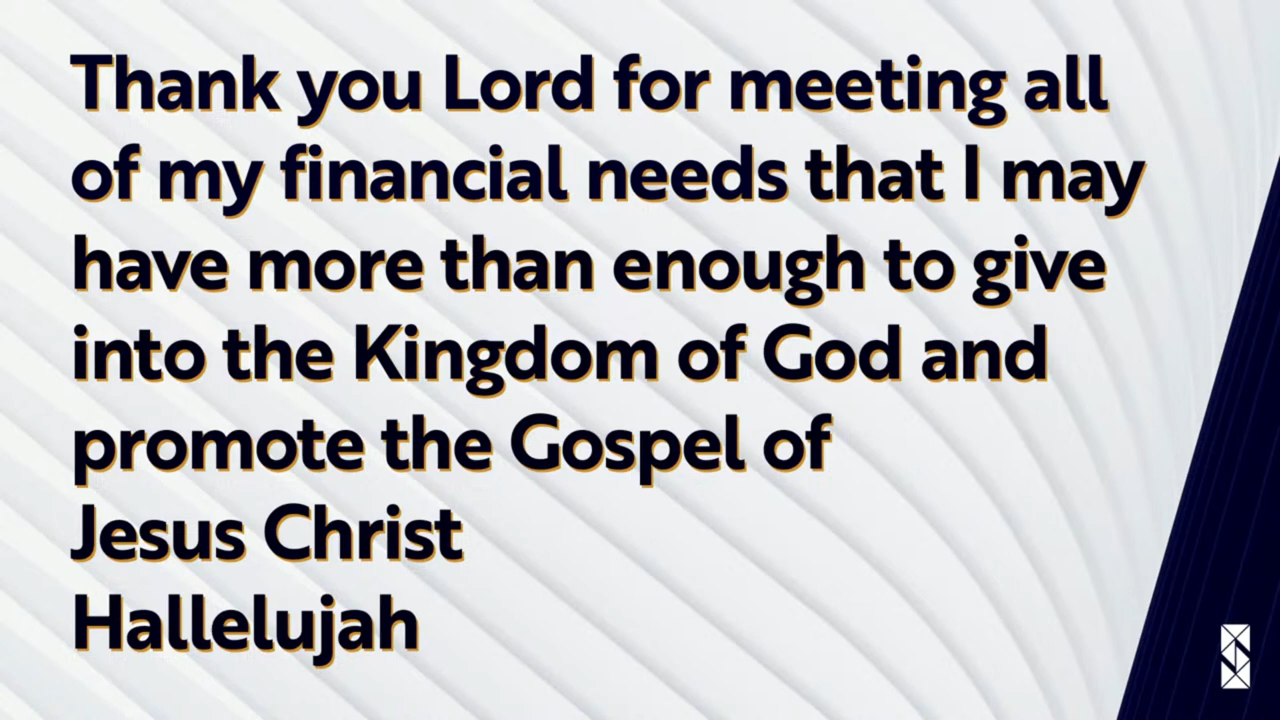 Thank you Lord for meeting all
of my financial needs that I may
have more than enough to give
into the Kingdom of God and
promote the Gospel of
Jesus Christ
Hallelujah